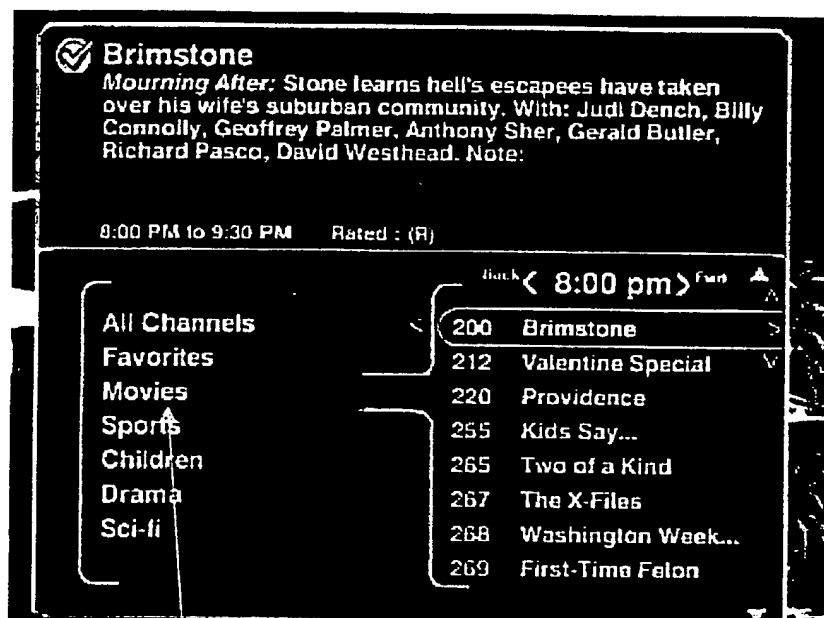 Brimstone
Mourning After: Stone learns hell's escapees have taken
over his wife's suburban community. With: Judi Dench, Billy
Connolly, Geoffrey Palmer, Anthony Sher, Gerald Butler,
Richard Pasco, David Westhead. Note:
8:00 PM to 9:30 PM Rated : (R)
Back < 8:00 pm > Fwd
All Channels
Favorites
Movies
Sports
Children
Drama
Sci-fi
200 Brimstone
212 Valentine Special
220 Providence
255 Kids Say...
265 Two of a Kind
267 The X-Files
268 Washington Week...
269 First-Time Felon